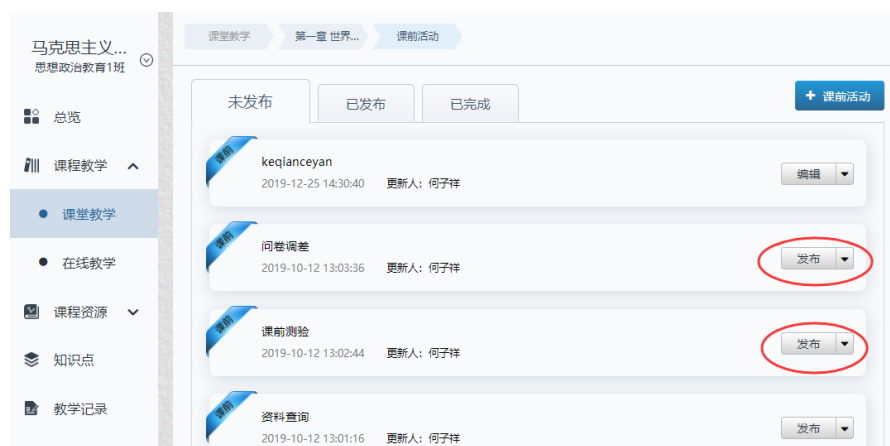 马克思主义...
思想政治教育1班
总览
课程教学
课堂教学
在线教学
课程资源
知识点
教学记录
课堂教学 第一章 世界... 课前活动
未发布 已发布 已完成 + 课前活动
课前
keqianceyan
2019-12-25 14:30:40 更新人：何子祥
编辑
课前
问卷调差
2019-10-12 13:03:36 更新人：何子祥
发布
课前
课前测验
2019-10-12 13:02:44 更新人：何子祥
发布
课前
资料查询
2019-10-12 13:01:16 更新人：何子祥
发布